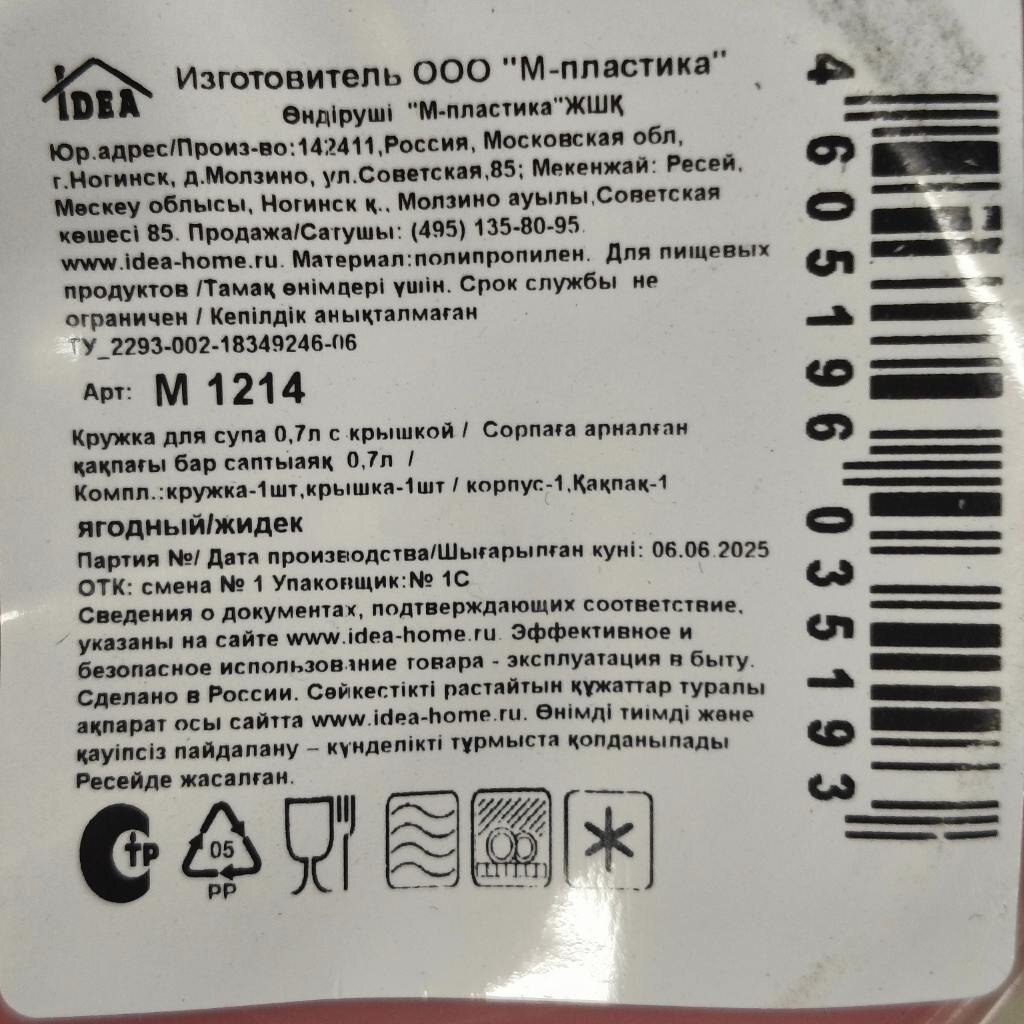 IDEA
Изготовитель ООО "М-пластика"
Өндіруші "М-пластика"ЖШҚ
Юр.адрес/Произ-во:142411,Россия, Московская обл,
г.Ногинск, д.Молзино, ул.Советская,85; Мекенжай: Ресей,
Мәскеу облысы, Ногинск қ., Молзино ауылы,Советская
көшесі 85. Продажа/Сатушы: (495) 135-80-95.
www.idea-home.ru. Материал:полипропилен. Для пищевых
продуктов /Тамақ өнімдері үшін. Срок службы не
ограничен / Кепілдік анықталмаған
ТУ_2293-002-18349246-06
Арт: М 1214
Кружка для супа 0,7л с крышкой / Сорпаға арналған
қақпағы бар саптыаяқ 0,7л /
Компл.:кружка-1шт,крышка-1шт / корпус-1,Қақпақ-1
ягодный/жидек
Партия №/ Дата производства/Шығарылған күні: 06.06.2025
ОТК: смена № 1 Упаковщик:№ 1С
Сведения о документах, подтверждающих соответствие,
указаны на сайте www.idea-home.ru. Эффективное и
безопасное использование товара - эксплуатация в быту.
Сделано в России. Сәйкестікті растайтын құжаттар туралы
ақпарат осы сайтта www.idea-home.ru. Өнімді тиімді және
қауіпсіз пайдалану – күнделікті тұрмыста қолданылады
Ресейде жасалған.
05
PP
4 605196 035193